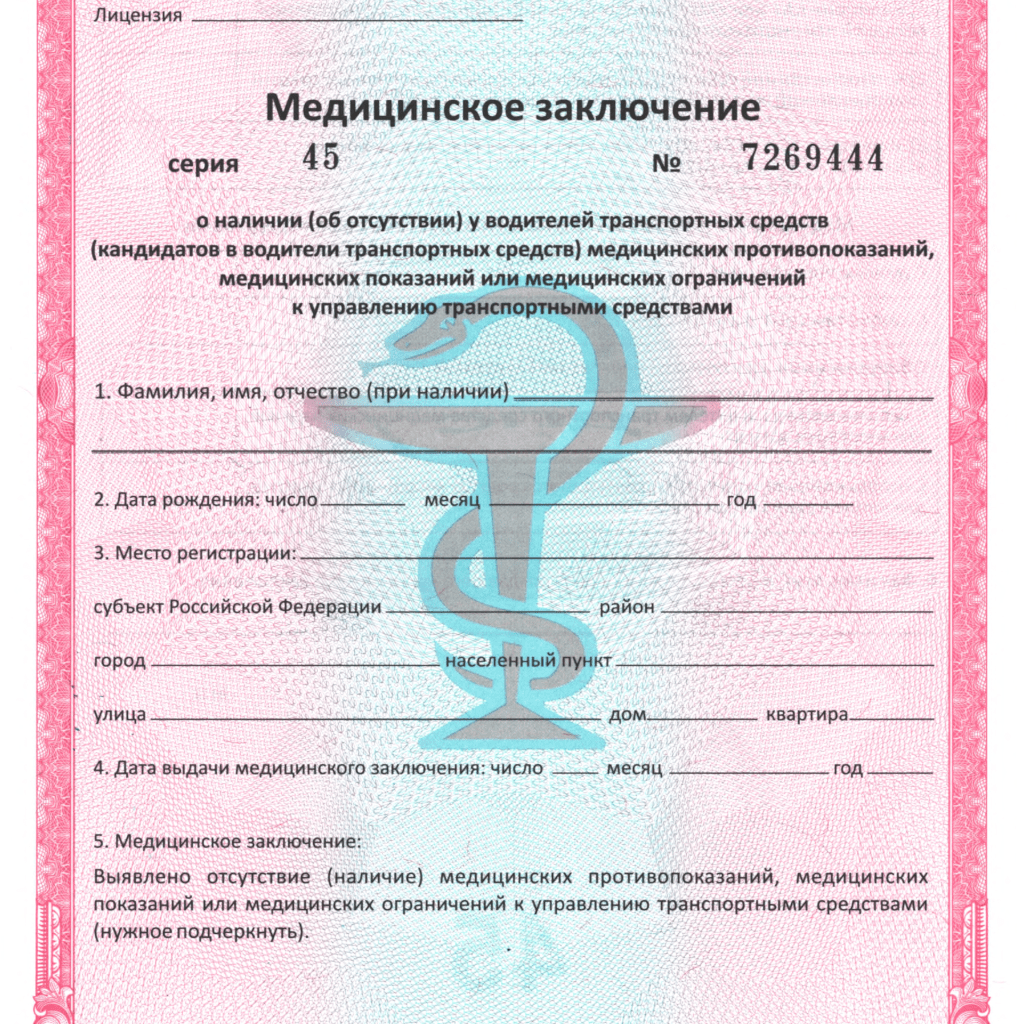 Лицензия
Медицинское заключение
серия 45 № 7269444
о наличии (об отсутствии) у водителей транспортных средств
(кандидатов в водители транспортных средств) медицинских противопоказаний,
медицинских показаний или медицинских ограничений
к управлению транспортными средствами
1. Фамилия, имя, отчество (при наличии)
2. Дата рождения: число месяц год
3. Место регистрации:
субъект Российской Федерации район
город населенный пункт
улица дом квартира
4. Дата выдачи медицинского заключения: число месяц год
5. Медицинское заключение:
Выявлено отсутствие (наличие) медицинских противопоказаний, медицинских
показаний или медицинских ограничений к управлению транспортными средствами
(нужное подчеркнуть).